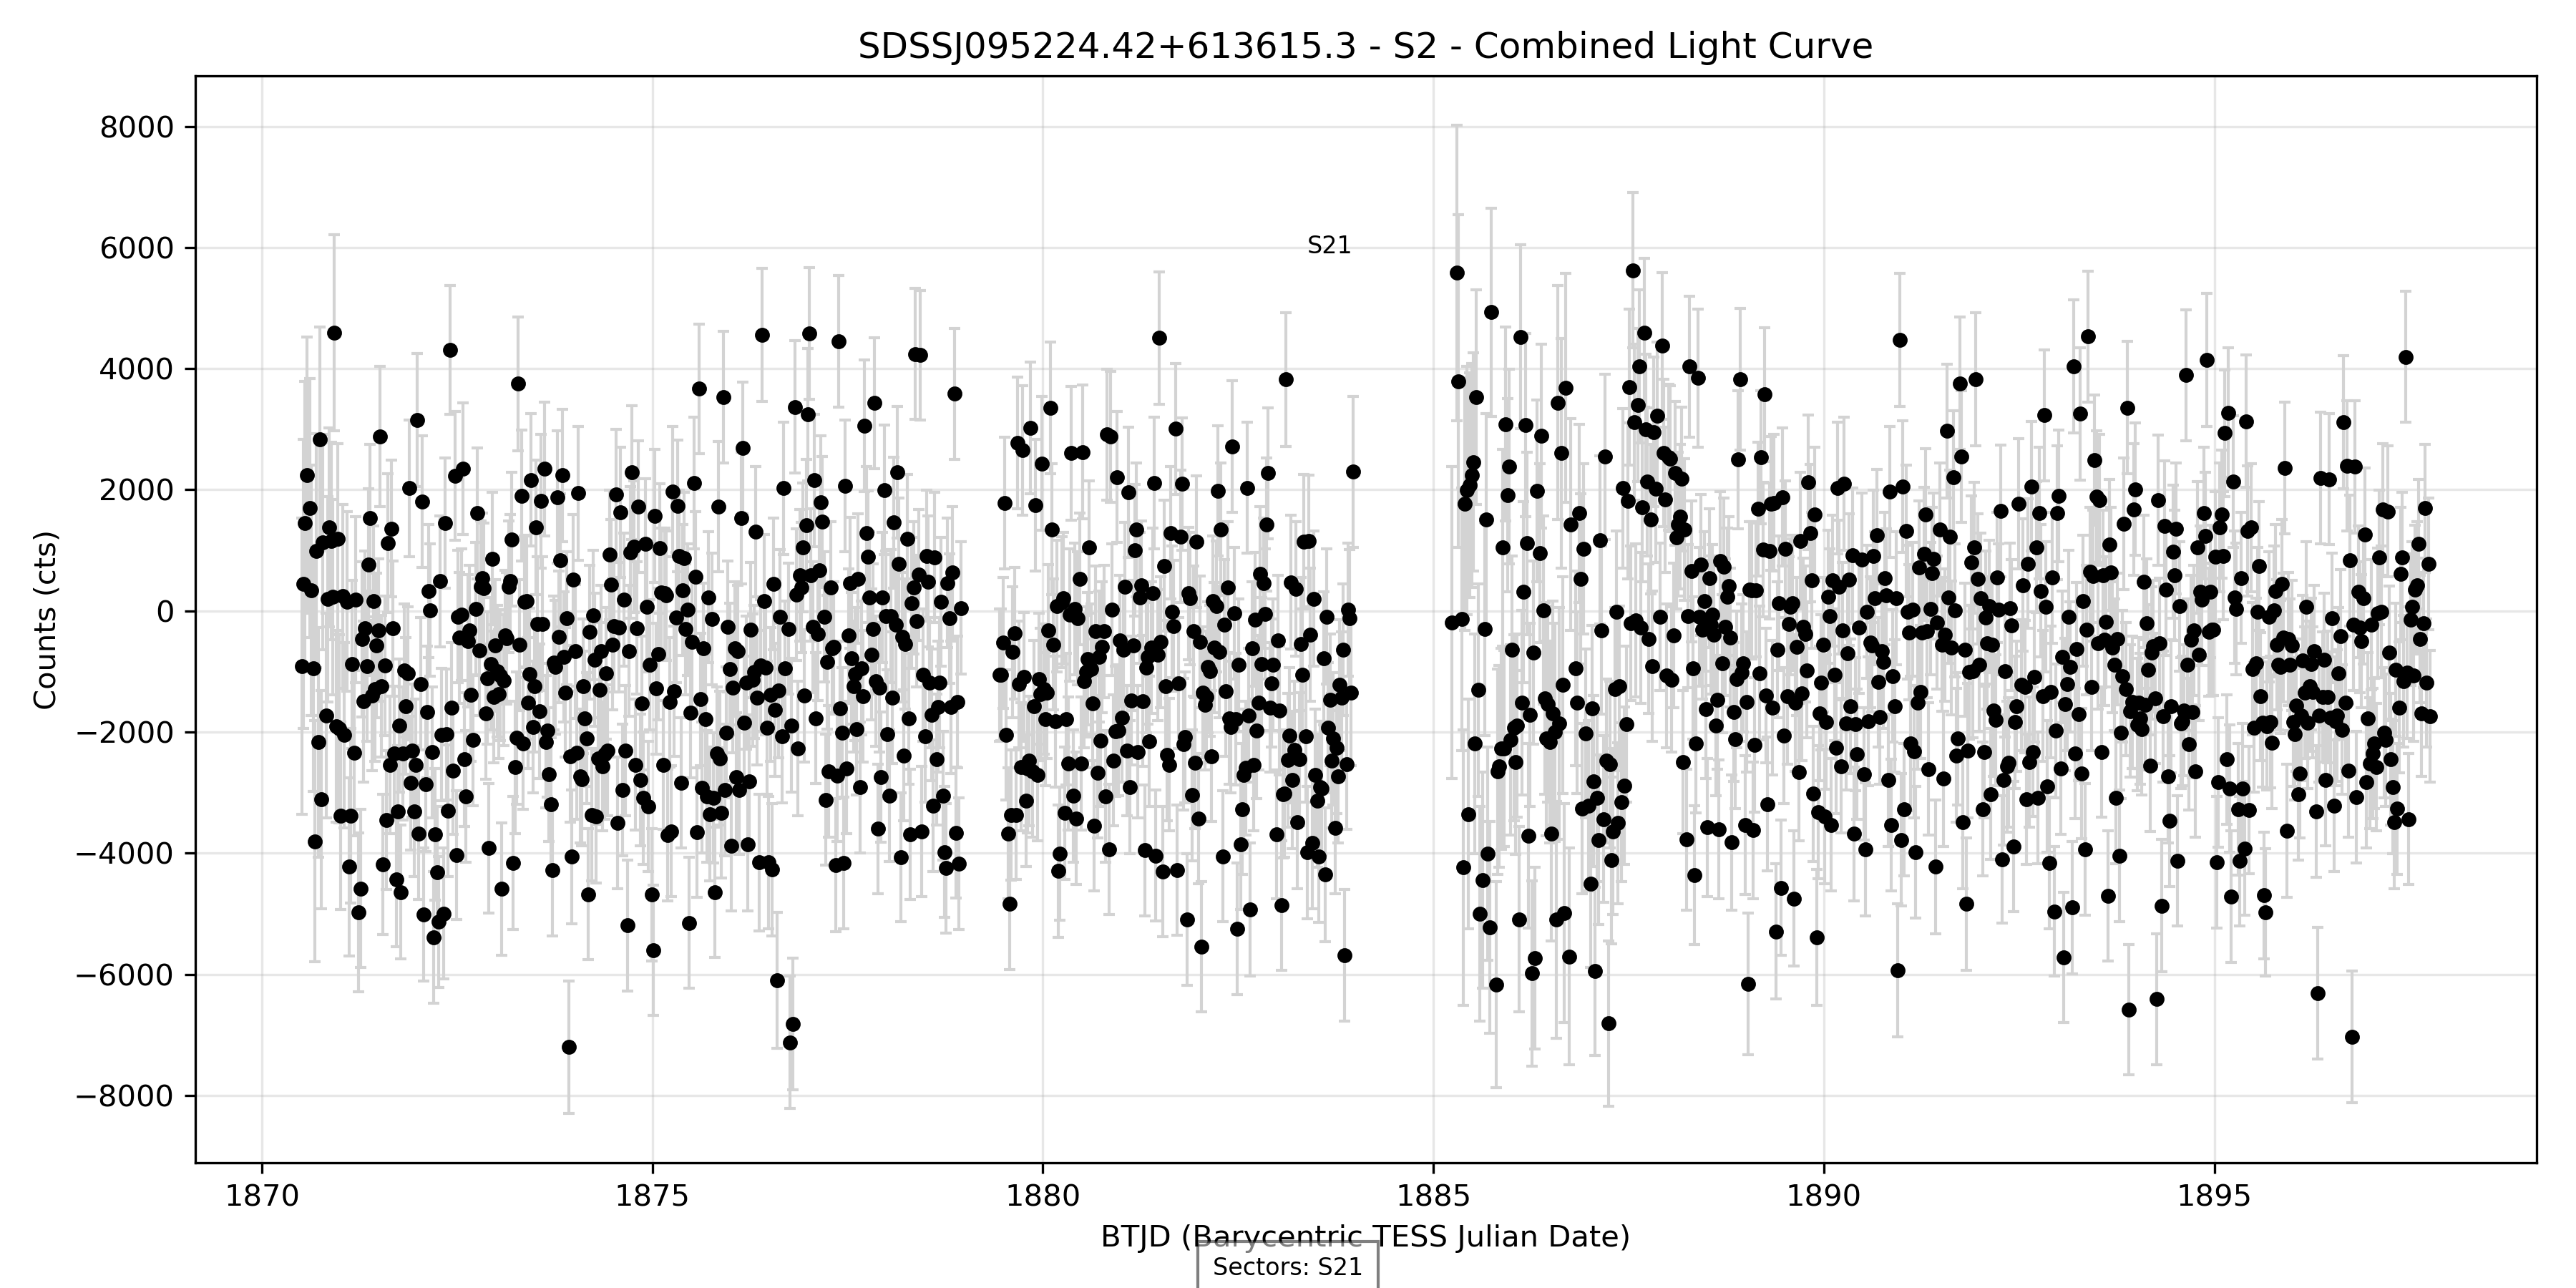 SDSSJ095224.42+613615.3 - S2 - Combined Light Curve
Counts (cts)
8000
6000
4000
2000
0
−2000
−4000
−6000
−8000
S21
1870 1875 1880 1885 1890 1895
BTJD (Barycentric TESS Julian Date)
Sectors: S21